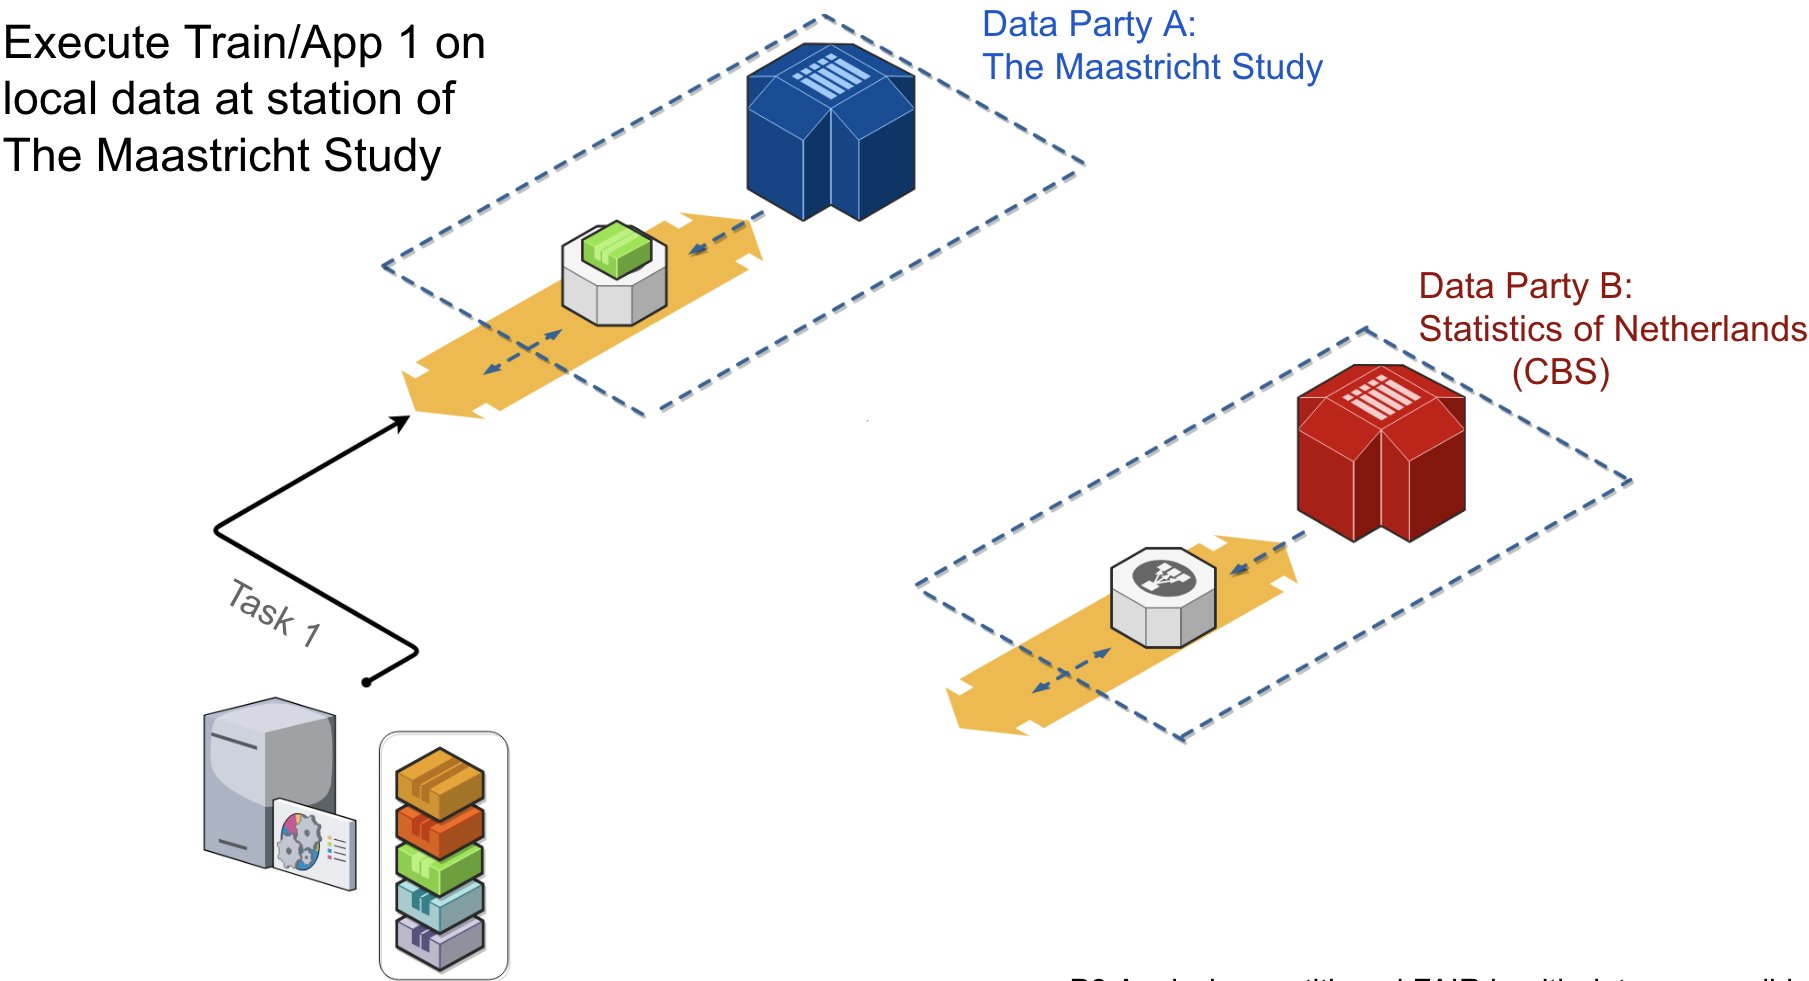 Execute Train/App 1 on
local data at station of
The Maastricht Study
Data Party A:
The Maastricht Study
Data Party B:
Statistics of Netherlands
(CBS)
Task 1